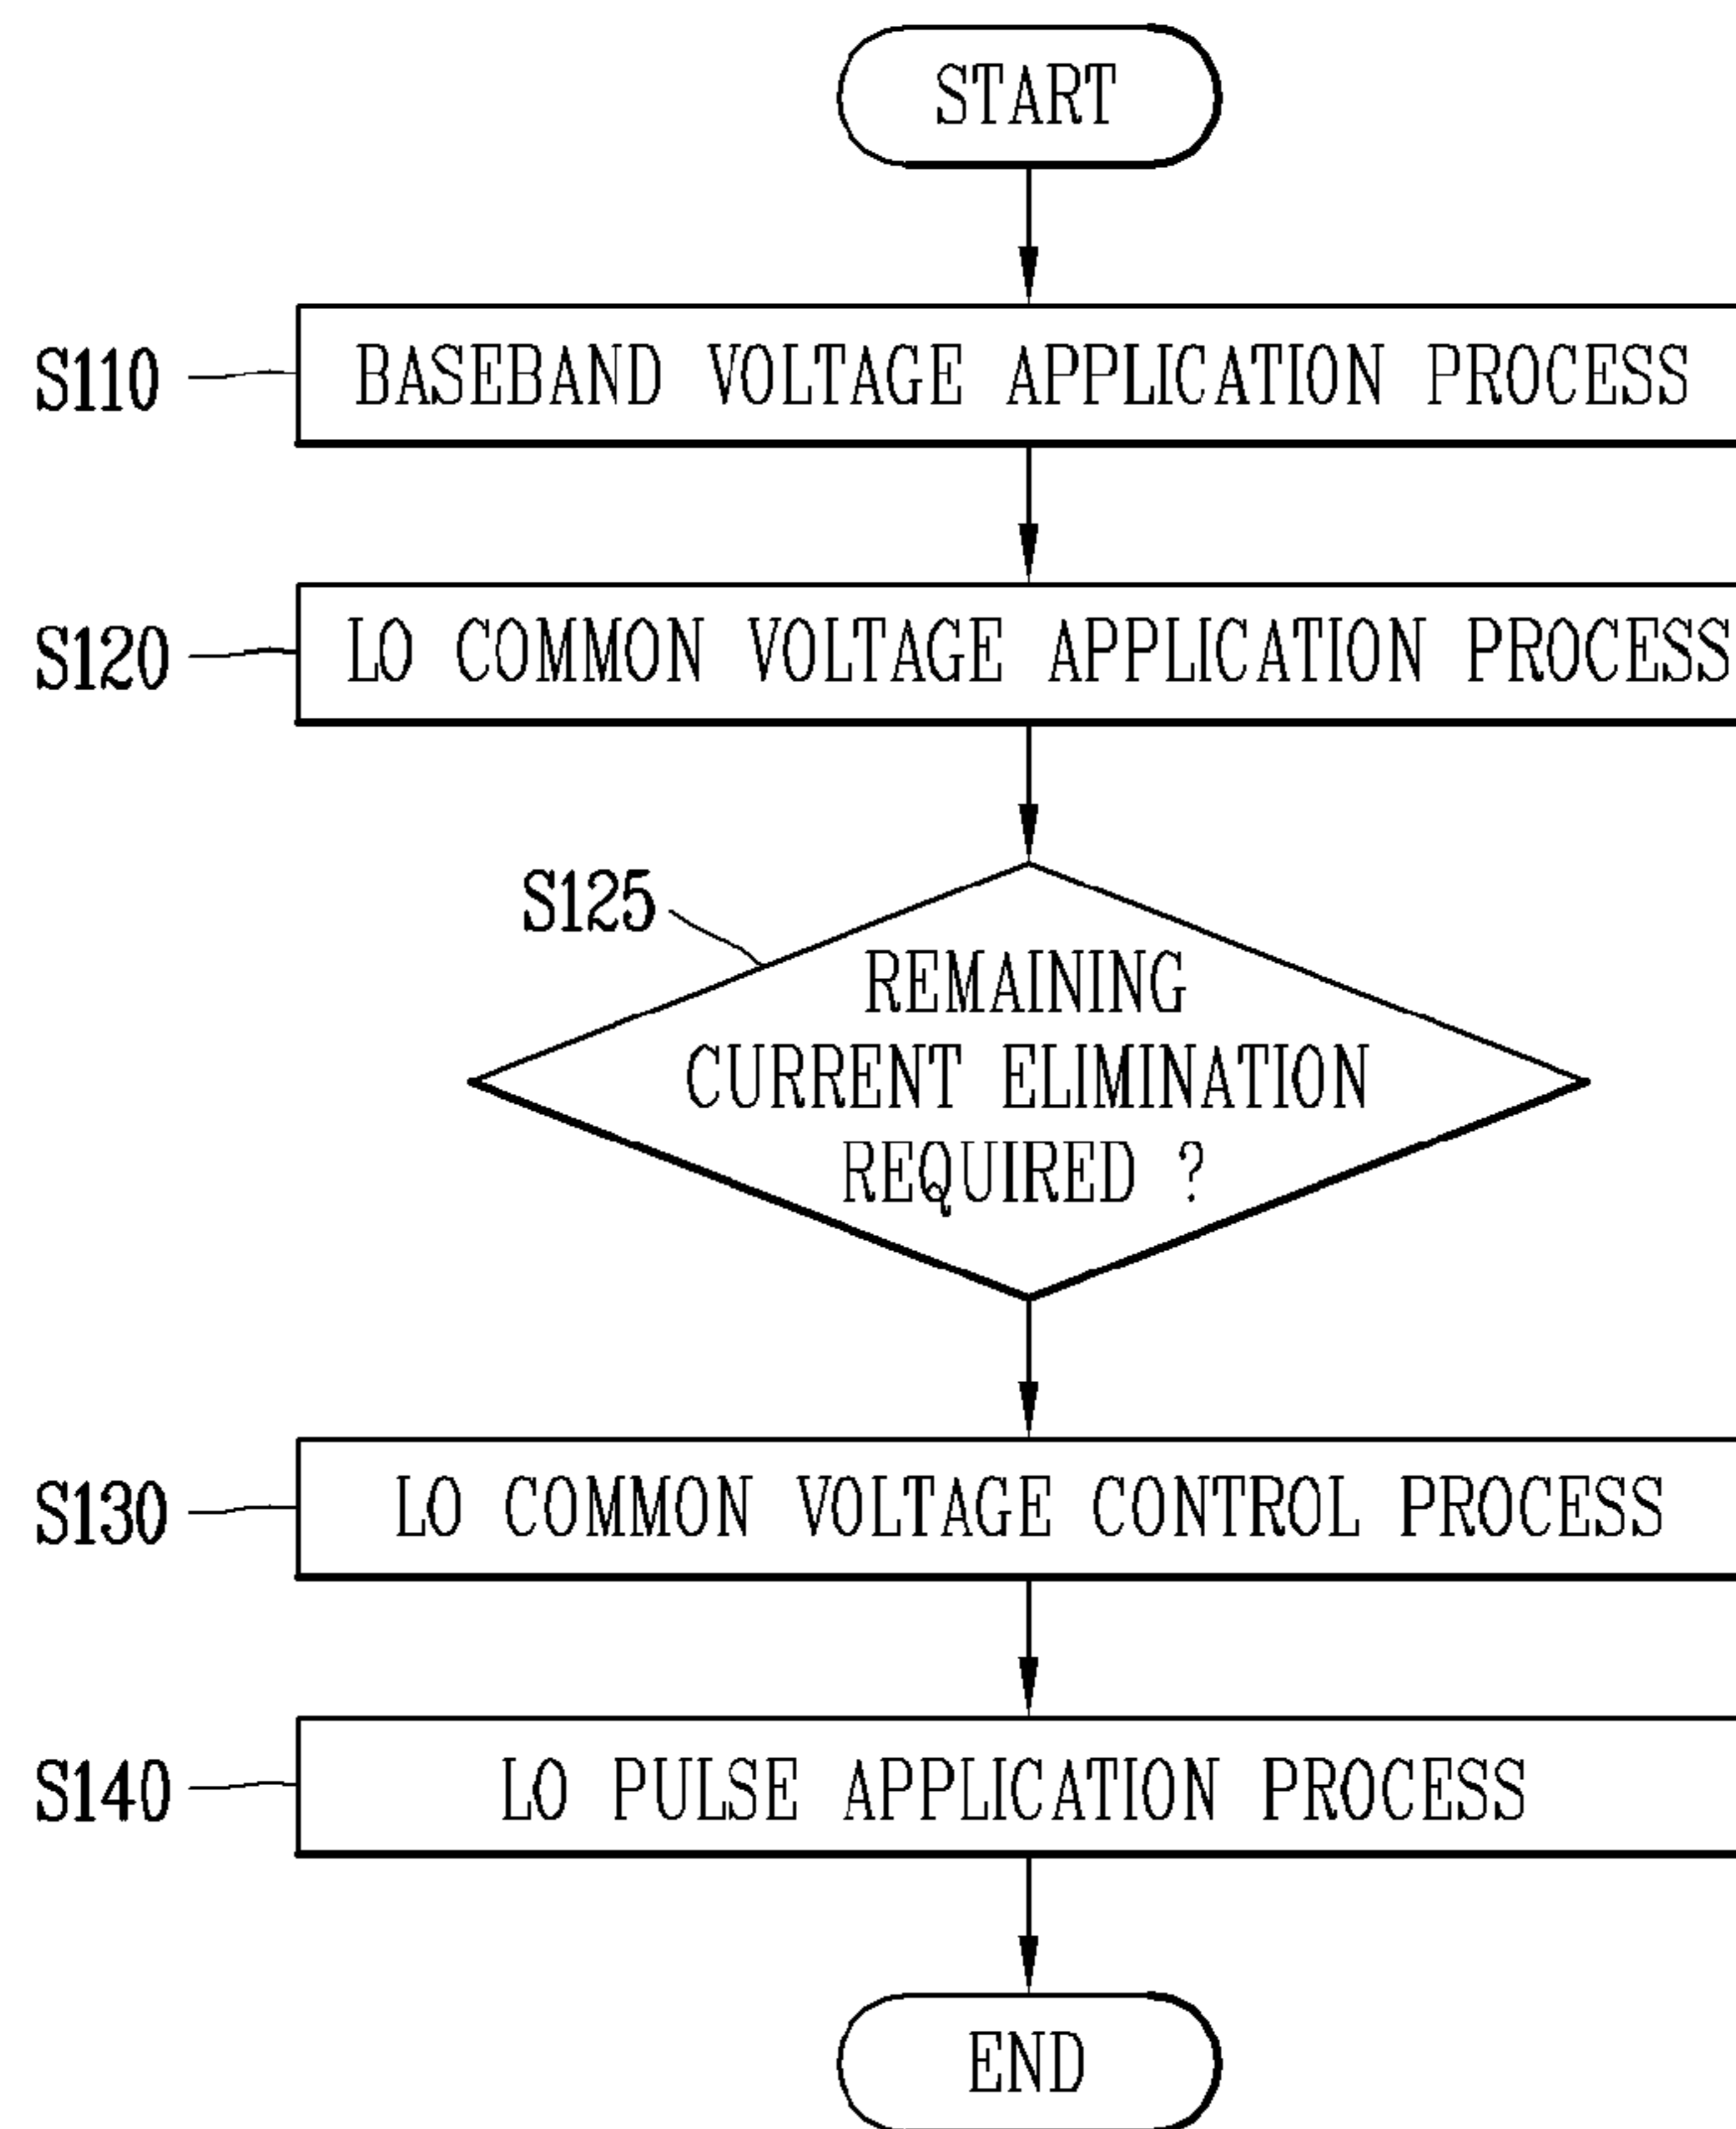 START
S110
BASEBAND VOLTAGE APPLICATION PROCESS
S120
LO COMMON VOLTAGE APPLICATION PROCESS
S125
REMAINING
CURRENT ELIMINATION
REQUIRED ?
S130
LO COMMON VOLTAGE CONTROL PROCESS
S140
LO PULSE APPLICATION PROCESS
END